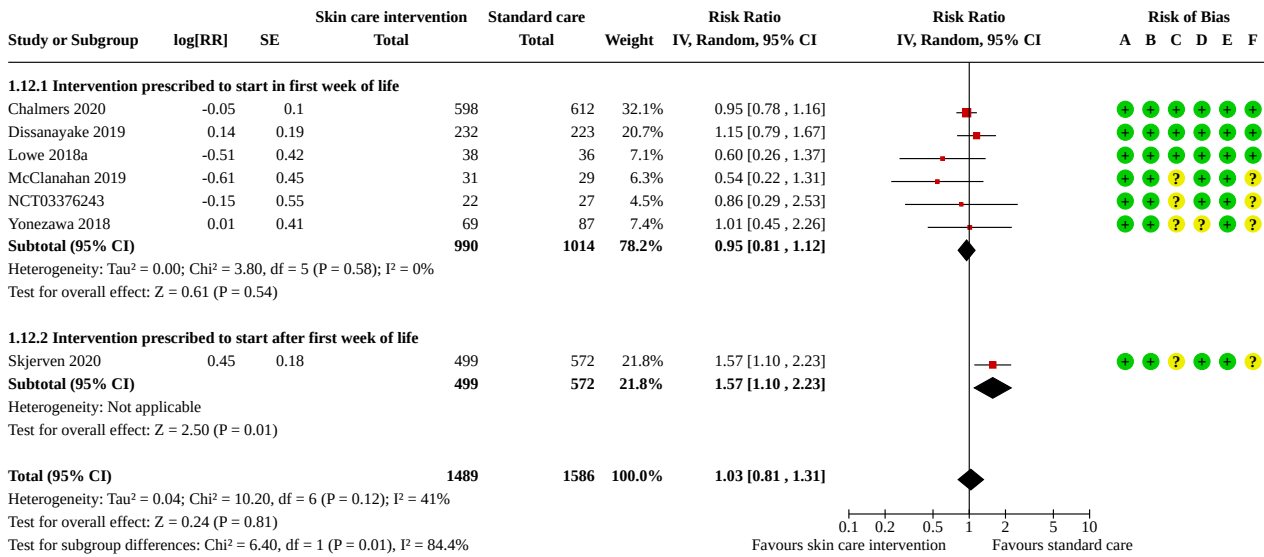 Skin care intervention Standard care Risk Ratio Risk Ratio Risk of Bias
Study or Subgroup log[RR] SE Total Total Weight IV, Random, 95% CI IV, Random, 95% CI A B C D E F
1.12.1 Intervention prescribed to start in first week of life
Chalmers 2020 -0.05 0.1 598 612 32.1% 0.95 [0.78 , 1.16] + + + + + +
Dissanayake 2019 0.14 0.19 232 223 20.7% 1.15 [0.79 , 1.67] + + + + + +
Lowe 2018a -0.51 0.42 38 36 7.1% 0.60 [0.26 , 1.37] + + + + + +
McClanahan 2019 -0.61 0.45 31 29 6.3% 0.54 [0.22 , 1.31] + + ? + + ?
NCT03376243 -0.15 0.55 22 27 4.5% 0.86 [0.29 , 2.53] + + ? + + ?
Yonezawa 2018 0.01 0.41 69 87 7.4% 1.01 [0.45 , 2.26] + + ? ? + ?
Subtotal (95% CI) 990 1014 78.2% 0.95 [0.81 , 1.12]
Heterogeneity: Tau² = 0.00; Chi² = 3.80, df = 5 (P = 0.58); I² = 0%
Test for overall effect: Z = 0.61 (P = 0.54)
1.12.2 Intervention prescribed to start after first week of life
Skjerven 2020 0.45 0.18 499 572 21.8% 1.57 [1.10 , 2.23] + + ? + + ?
Subtotal (95% CI) 499 572 21.8% 1.57 [1.10 , 2.23]
Heterogeneity: Not applicable
Test for overall effect: Z = 2.50 (P = 0.01)
Total (95% CI) 1489 1586 100.0% 1.03 [0.81 , 1.31]
Heterogeneity: Tau² = 0.04; Chi² = 10.20, df = 6 (P = 0.12); I² = 41%
Test for overall effect: Z = 0.24 (P = 0.81)
0.1 0.2 0.5 1 2 5 10
Test for subgroup differences: Chi² = 6.40, df = 1 (P = 0.01), I² = 84.4%
Favours skin care intervention Favours standard care